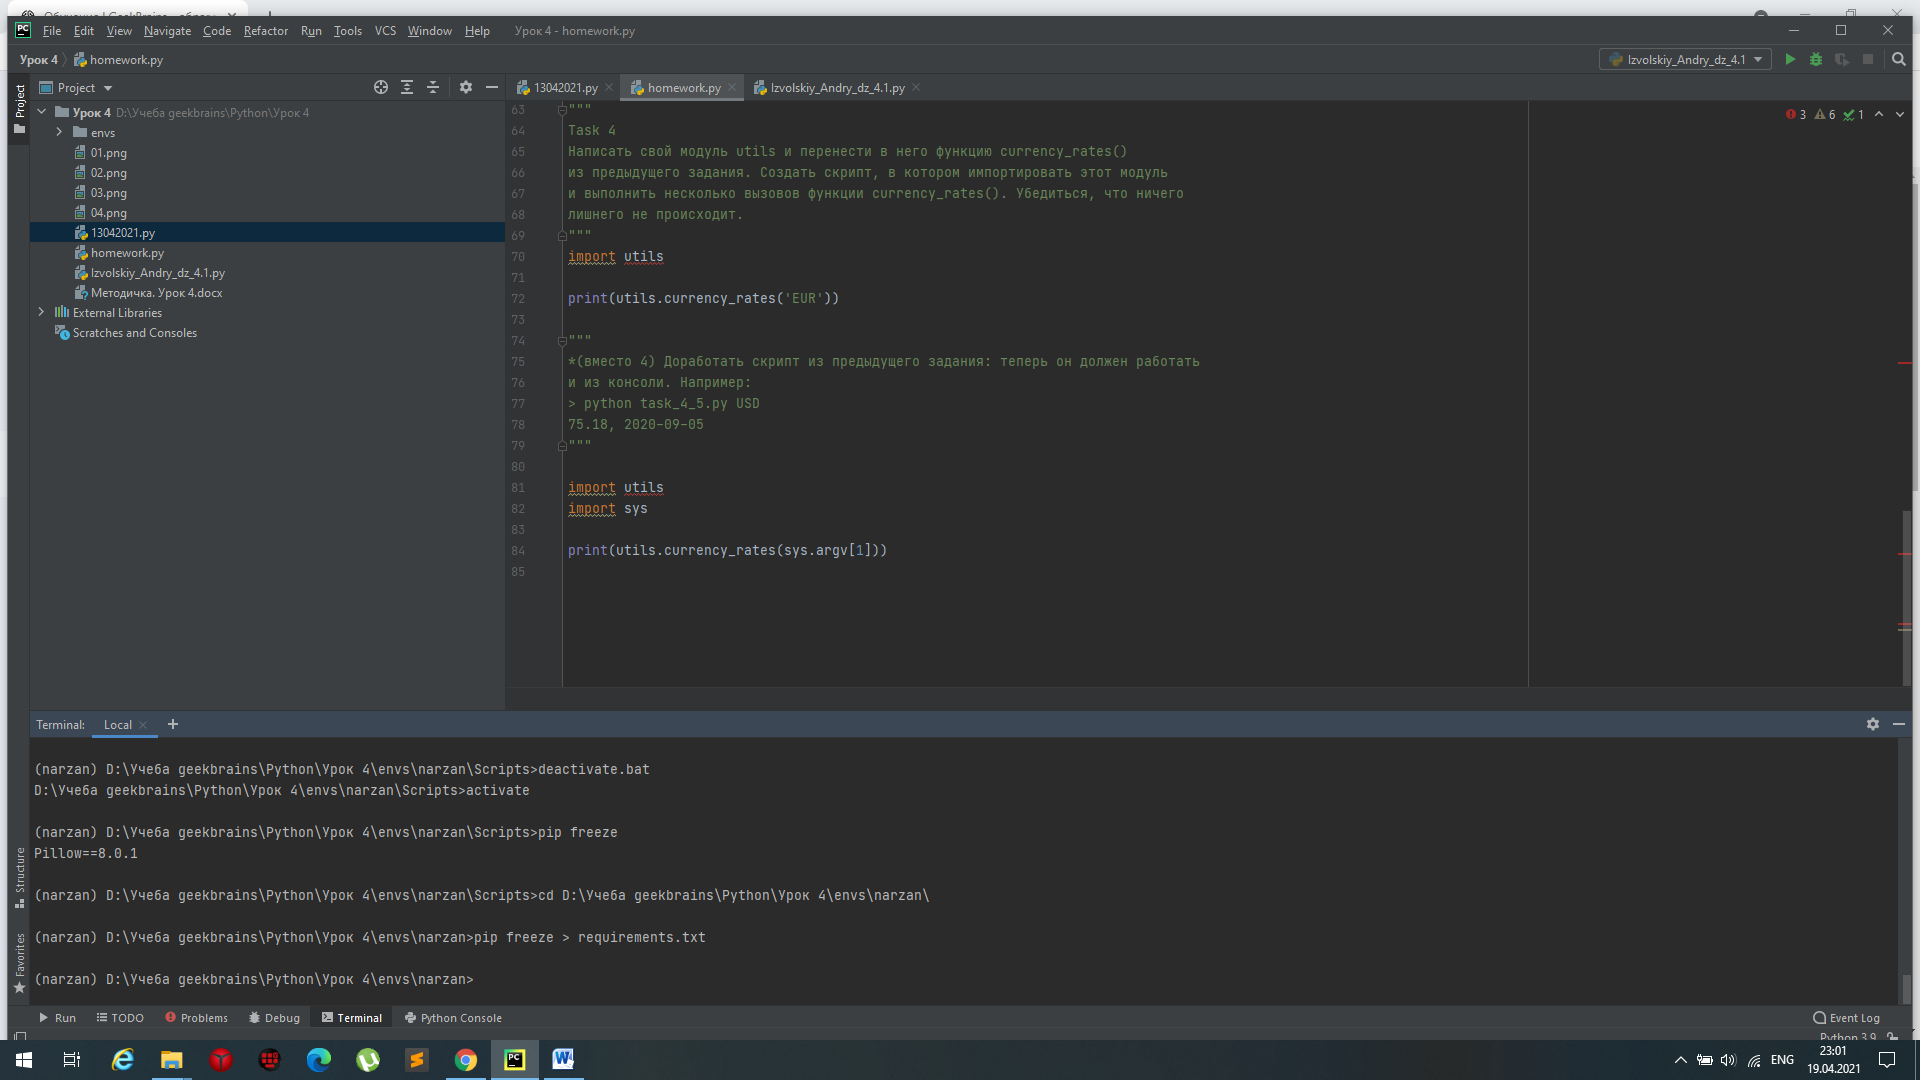 File Edit View Navigate Code Refactor Run Tools VCS Window Help Урок 4 - homework.py
Урок 4 homework.py
Izvolskiy_Andry_dz_4.1
Project
Project
13042021.py homework.py Izvolskiy_Andry_dz_4.1.py
Урок 4 D:\Учеба geekbrains\Python\Урок 4
envs
01.png
02.png
03.png
04.png
13042021.py
homework.py
Izvolskiy_Andry_dz_4.1.py
Методичка. Урок 4.docx
External Libraries
Scratches and Consoles
3 6 1
63 """
64 Task 4
65 Написать свой модуль utils и перенести в него функцию currency_rates()
66 из предыдущего задания. Создать скрипт, в котором импортировать этот модуль
67 и выполнить несколько вызовов функции currency_rates(). Убедиться, что ничего
68 лишнего не происходит.
69 """
70 import utils
71
72 print(utils.currency_rates('EUR'))
73
74 """
75 *(вместо 4) Доработать скрипт из предыдущего задания: теперь он должен работать
76 и из консоли. Например:
77 > python task_4_5.py USD
78 75.18, 2020-09-05
79 """
80
81 import utils
82 import sys
83
84 print(utils.currency_rates(sys.argv[1]))
85
Terminal: Local
(narzan) D:\Учеба geekbrains\Python\Урок 4\envs\narzan\Scripts>deactivate.bat
D:\Учеба geekbrains\Python\Урок 4\envs\narzan\Scripts>activate
(narzan) D:\Учеба geekbrains\Python\Урок 4\envs\narzan\Scripts>pip freeze
Pillow==8.0.1
(narzan) D:\Учеба geekbrains\Python\Урок 4\envs\narzan\Scripts>cd D:\Учеба geekbrains\Python\Урок 4\envs\narzan\
(narzan) D:\Учеба geekbrains\Python\Урок 4\envs\narzan>pip freeze > requirements.txt
(narzan) D:\Учеба geekbrains\Python\Урок 4\envs\narzan>
Structure
Favorites
Run TODO Problems Debug Terminal Python Console Event Log
Python 3.9
ENG
23:01
19.04.2021